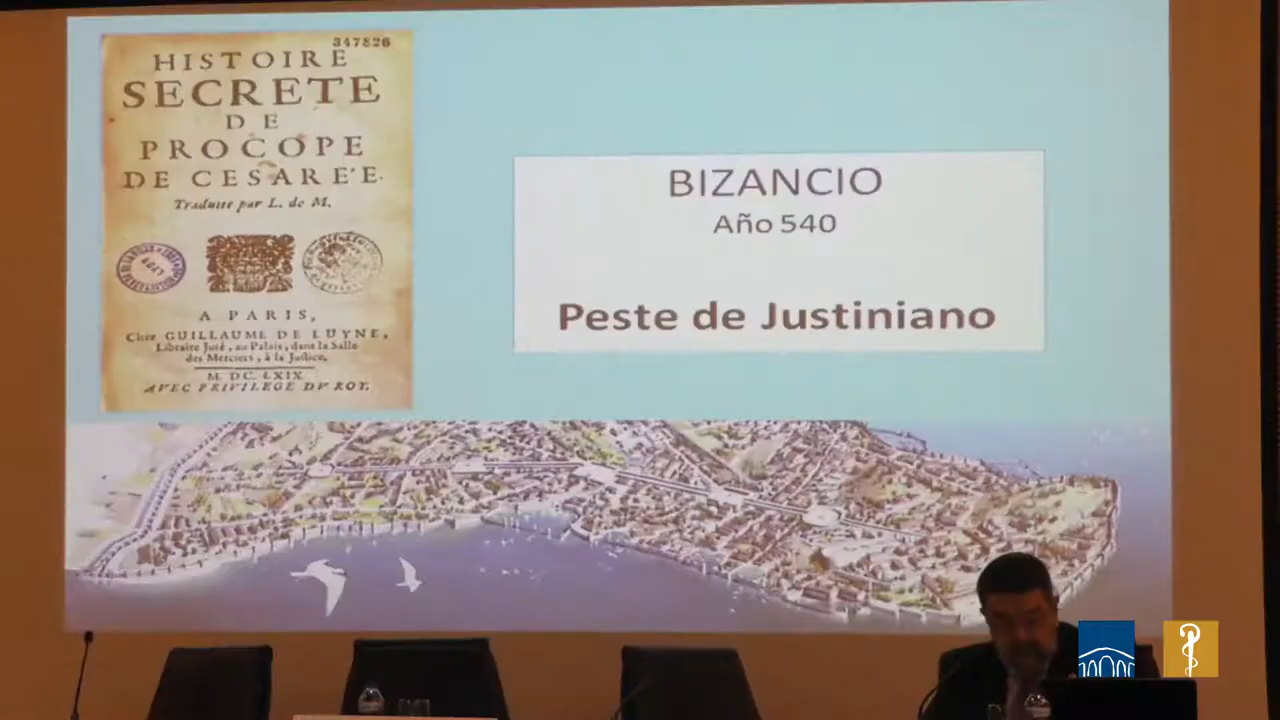 347826
HISTOIRE
SECRETE
DE
PROCOPE
DE CESARE'E.
Traduite par L. de M.
A PARIS,
Chez GUILLAUME DE LUYNE,
Libraire Juré, au Palais, dans la Salle
des Merciers, à la Justice,
M. DC. LXIX.
AVEC PRIVILEGE DV ROY.
BIZANCIO
Año 540
Peste de Justiniano